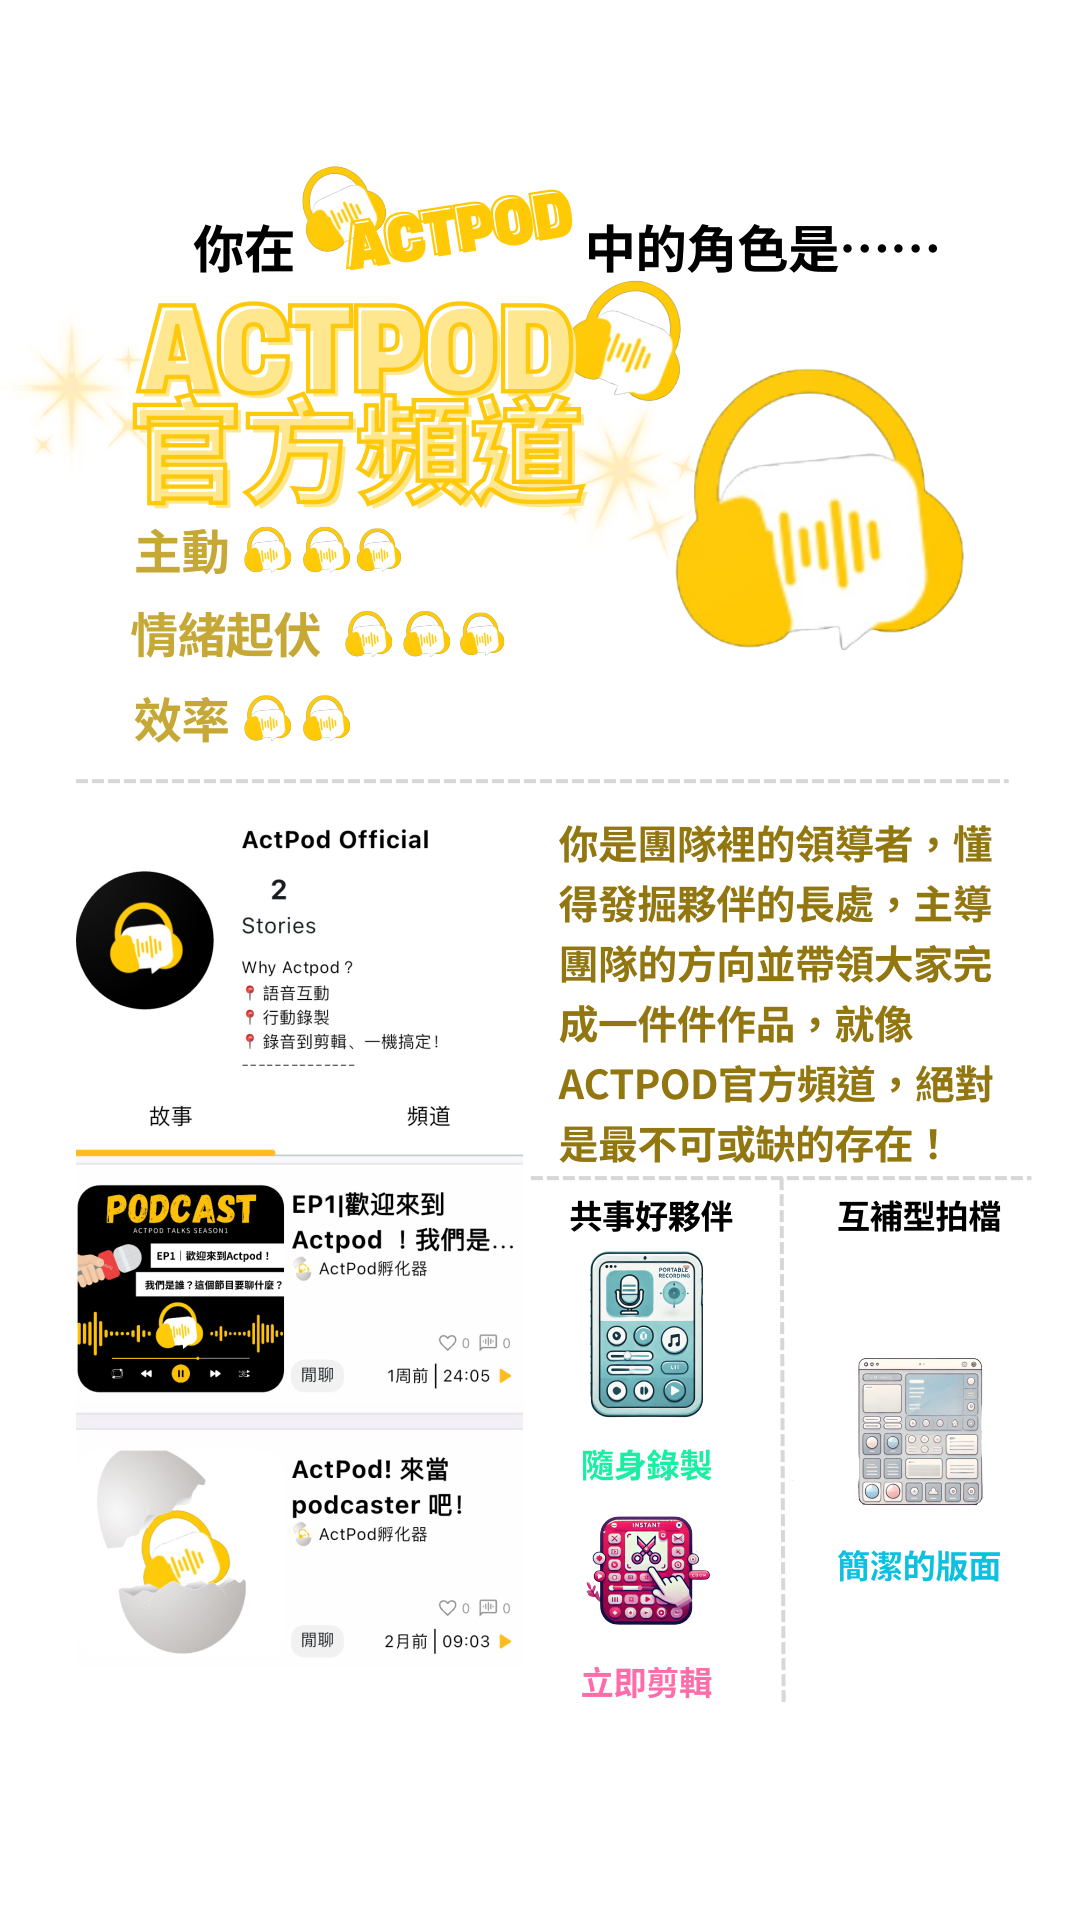 你在 ACTPOD 中的角色是……
ACTPOD
官方頻道
主動
情緒起伏
效率
ActPod Official
2
Stories
Why Actpod ?
📍 語音互動
📍 行動錄製
📍 錄音到剪輯、一機搞定!
--------------
故事 頻道
PODCAST
ACTPOD TALKS SEASON1
EP1｜歡迎來到Actpod！
我們是誰？這個節目要聊什麼？
EP1|歡迎來到
Actpod ！我們是...
ActPod孵化器
0 0
閒聊 1周前 | 24:05
ActPod! 來當
podcaster 吧!
ActPod孵化器
0 0
閒聊 2月前 | 09:03
你是團隊裡的領導者，懂
得發掘夥伴的長處，主導
團隊的方向並帶領大家完
成一件件作品，就像
ACTPOD官方頻道，絕對
是最不可或缺的存在！
共事好夥伴
PORTABLE
RECORDING
隨身錄製
INSTANT
立即剪輯
互補型拍檔
簡潔的版面